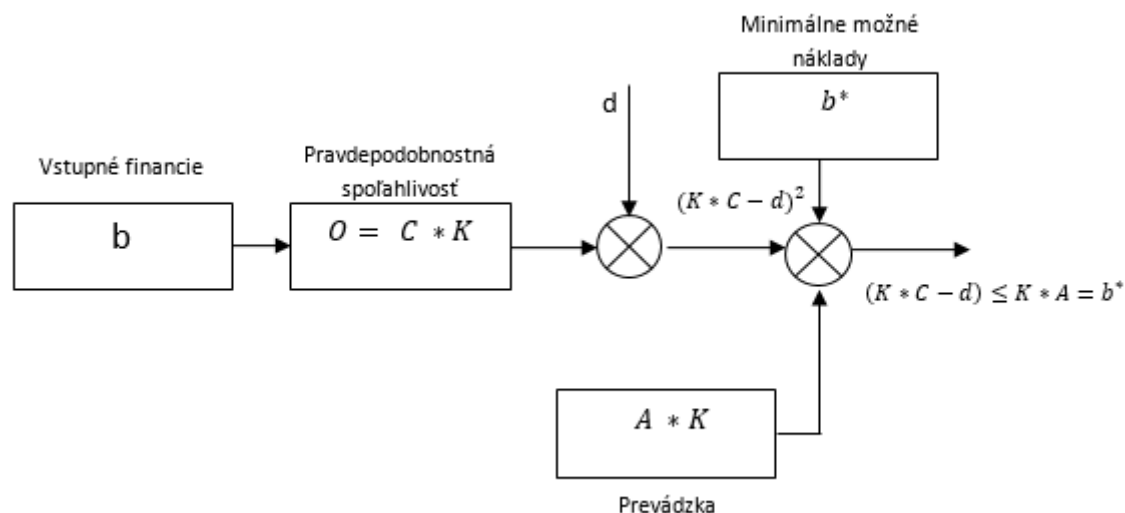 Minimálne možné
náklady
b*
d
Vstupné financie
Pravdepodobnostná
spoľahlivosť
b
O = C * K
(K * C − d)²
(K * C − d) ≤ K * A = b*
A * K
Prevádzka